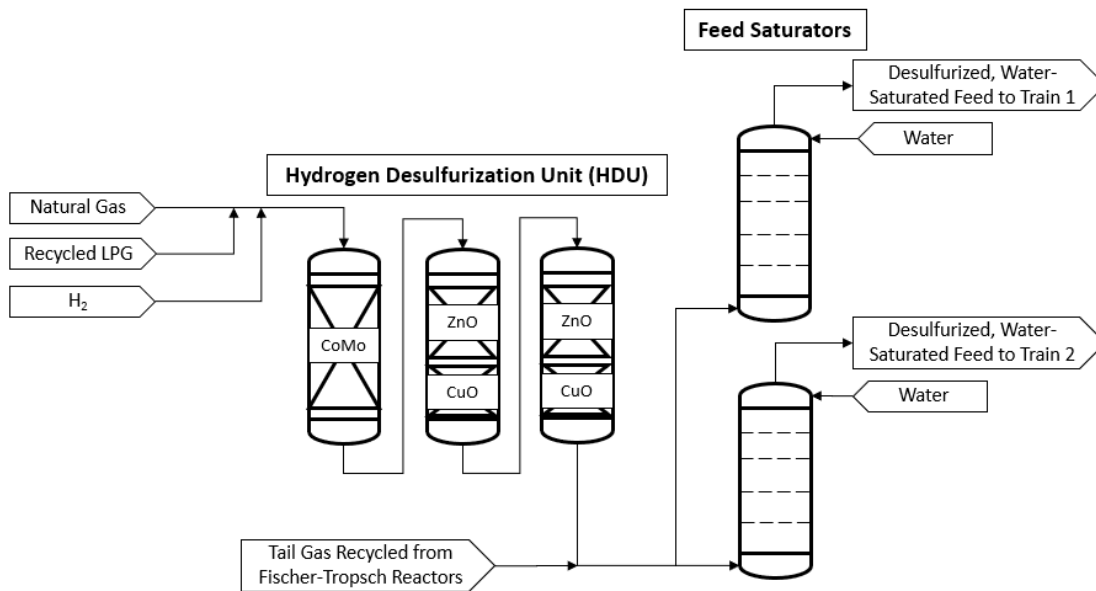 Feed Saturators
Desulfurized, Water-
Saturated Feed to Train 1
Water
Hydrogen Desulfurization Unit (HDU)
Natural Gas
Recycled LPG
H₂
CoMo
ZnO
CuO
ZnO
CuO
Desulfurized, Water-
Saturated Feed to Train 2
Water
Tail Gas Recycled from
Fischer-Tropsch Reactors